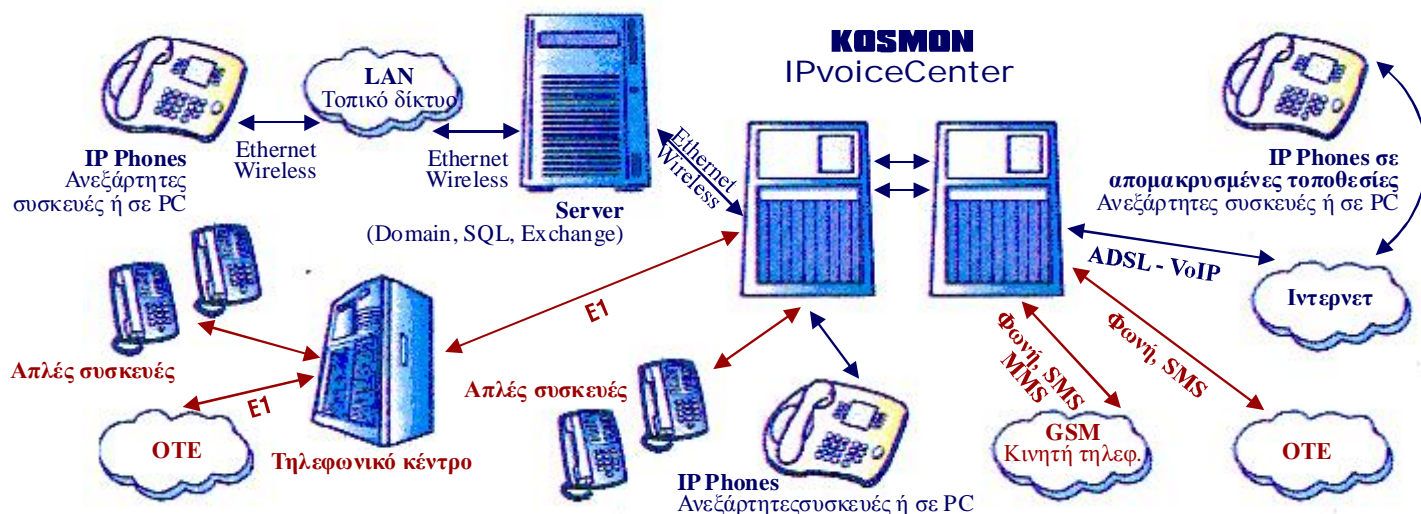 KOSMON
IPvoiceCenter
LAN
Τοπικό δίκτυο
Ethernet
Wireless
Ethernet
Wireless
Ethernet
Wireless
IP Phones
Ανεξάρτητες
συσκευές ή σε PC
Server
(Domain, SQL, Exchange)
IP Phones σε
απομακρυσμένες τοποθεσίες
Ανεξάρτητες συσκευές ή σε PC
ADSL - VoIP
Ιντερνετ
E1
Απλές συσκευές
E1
ΟΤΕ
Τηλεφωνικό κέντρο
Απλές συσκευές
IP Phones
Ανεξάρτητεςσυσκευές ή σε PC
Φωνή, SMS
MMS
Φωνή, SMS
GSM
Κινητή τηλεφ.
ΟΤΕ